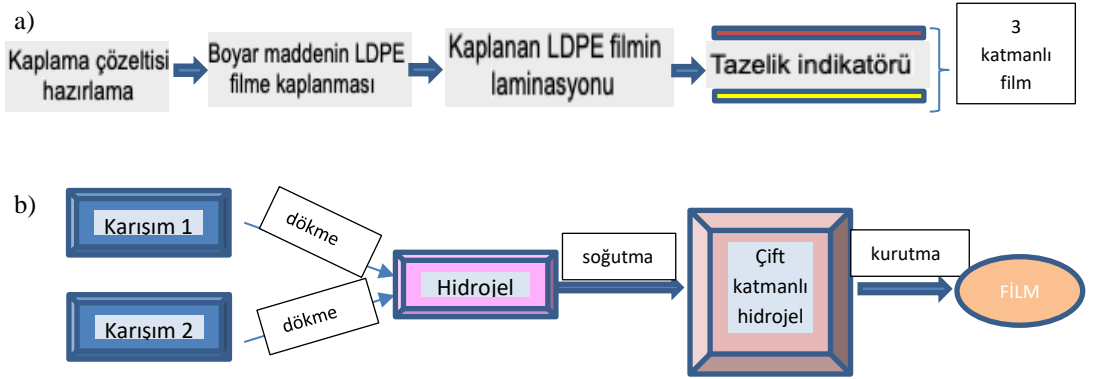 a)
Kaplama çözeltisi
hazırlama
Boyar maddenin LDPE
filme kaplanması
Kaplanan LDPE filmin
laminasyonu
Tazelik indikatörü
3
katmanlı
film
b)
Karışım 1
dökme
Karışım 2
dökme
Hidrojel
soğutma
Çift
katmanlı
hidrojel
kurutma
FİLM